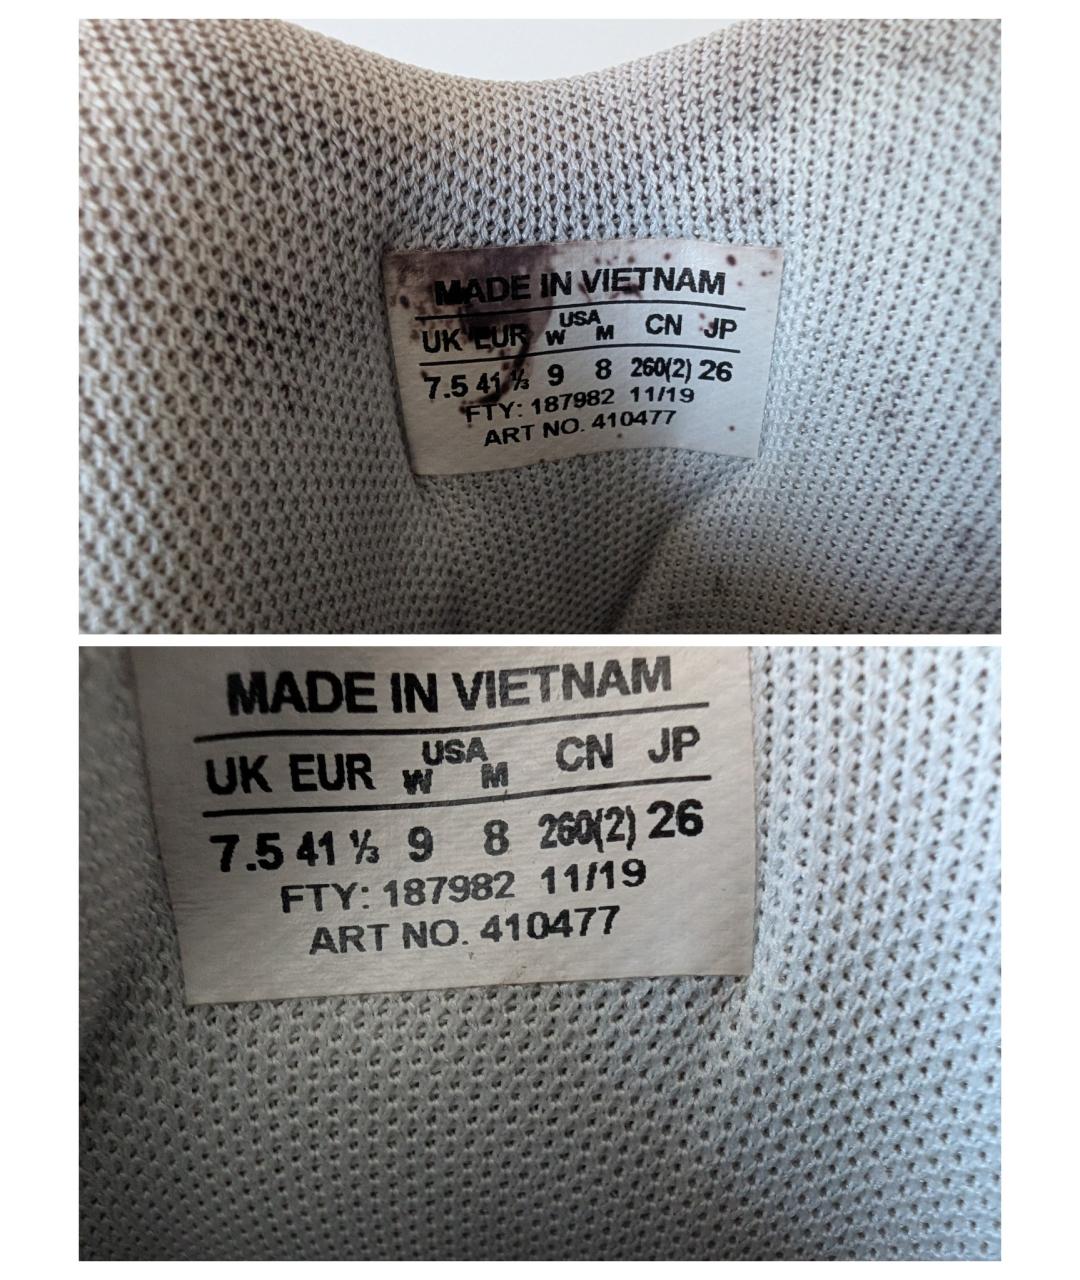 MADE IN VIETNAM
UK EUR USA W M CN JP
7.5 41 ⅓ 9 8 260(2) 26
FTY: 187982 11/19
ART NO. 410477
MADE IN VIETNAM
UK EUR USA W M CN JP
7.5 41 ⅓ 9 8 260(2) 26
FTY: 187982 11/19
ART NO. 410477